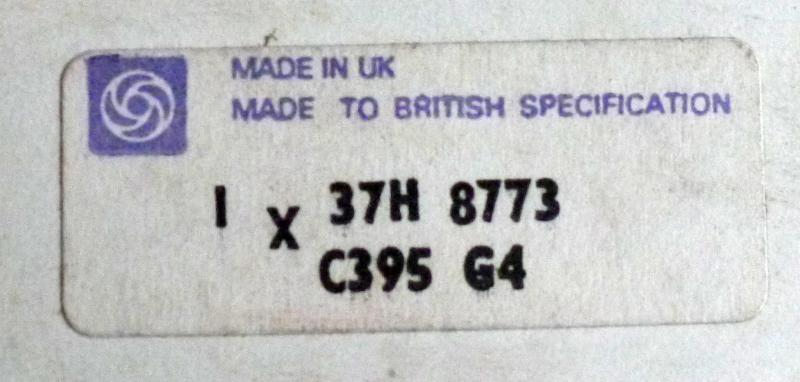 MADE IN UK
MADE TO BRITISH SPECIFICATION
1 X 37H 8773
C395 G4